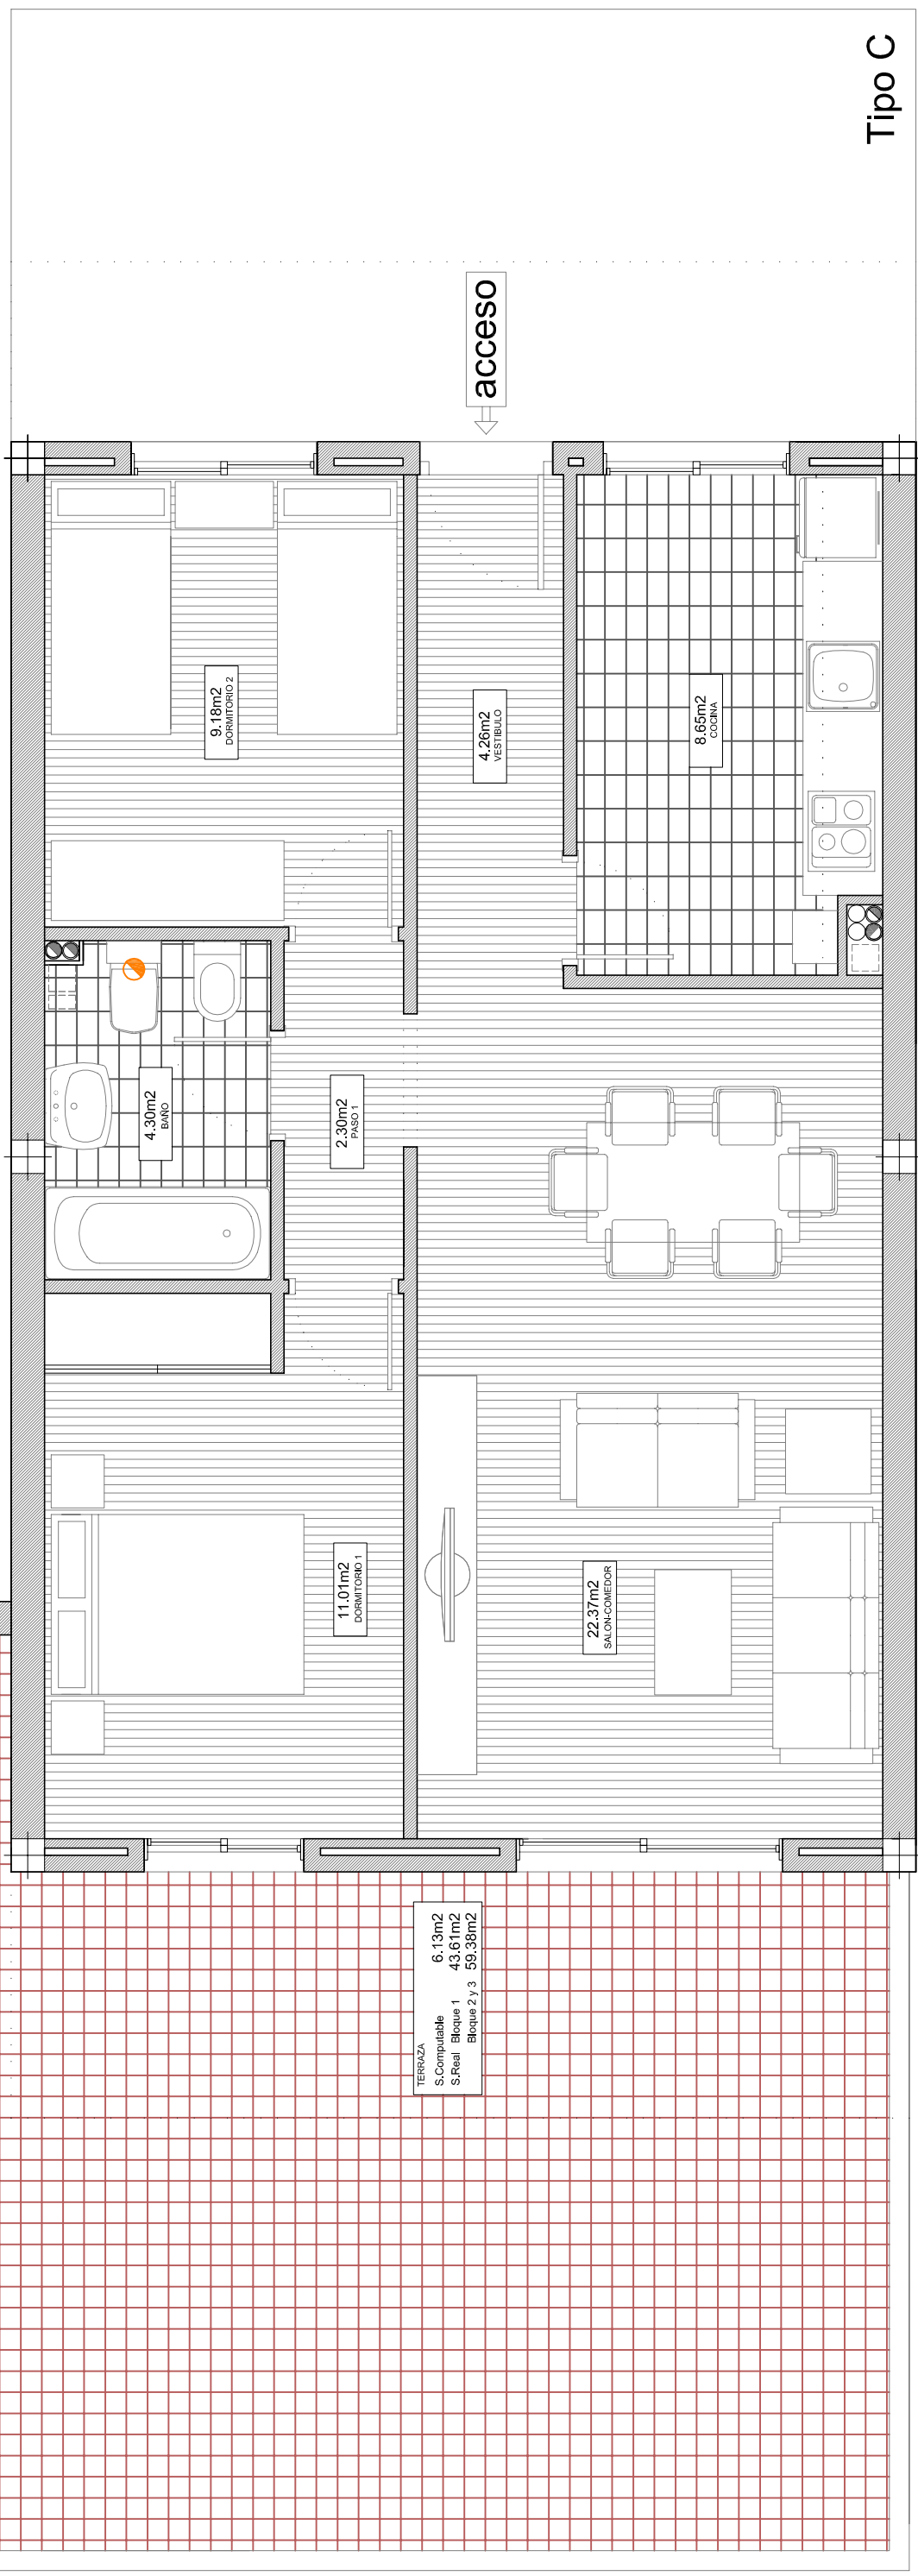 Tipo C
acceso
9.18m2
DORMITORIO 2
4.26m2
VESTIBULO
8.65m2
COCINA
4.30m2
BAÑO
2.30m2
PASO 1
11.01m2
DORMITORIO 1
22.37m2
SALON-COMEDOR
TERRAZA
S.Computable 6.13m2
S.Real Bloque 1 43.61m2
Bloque 2 y 3 59.38m2